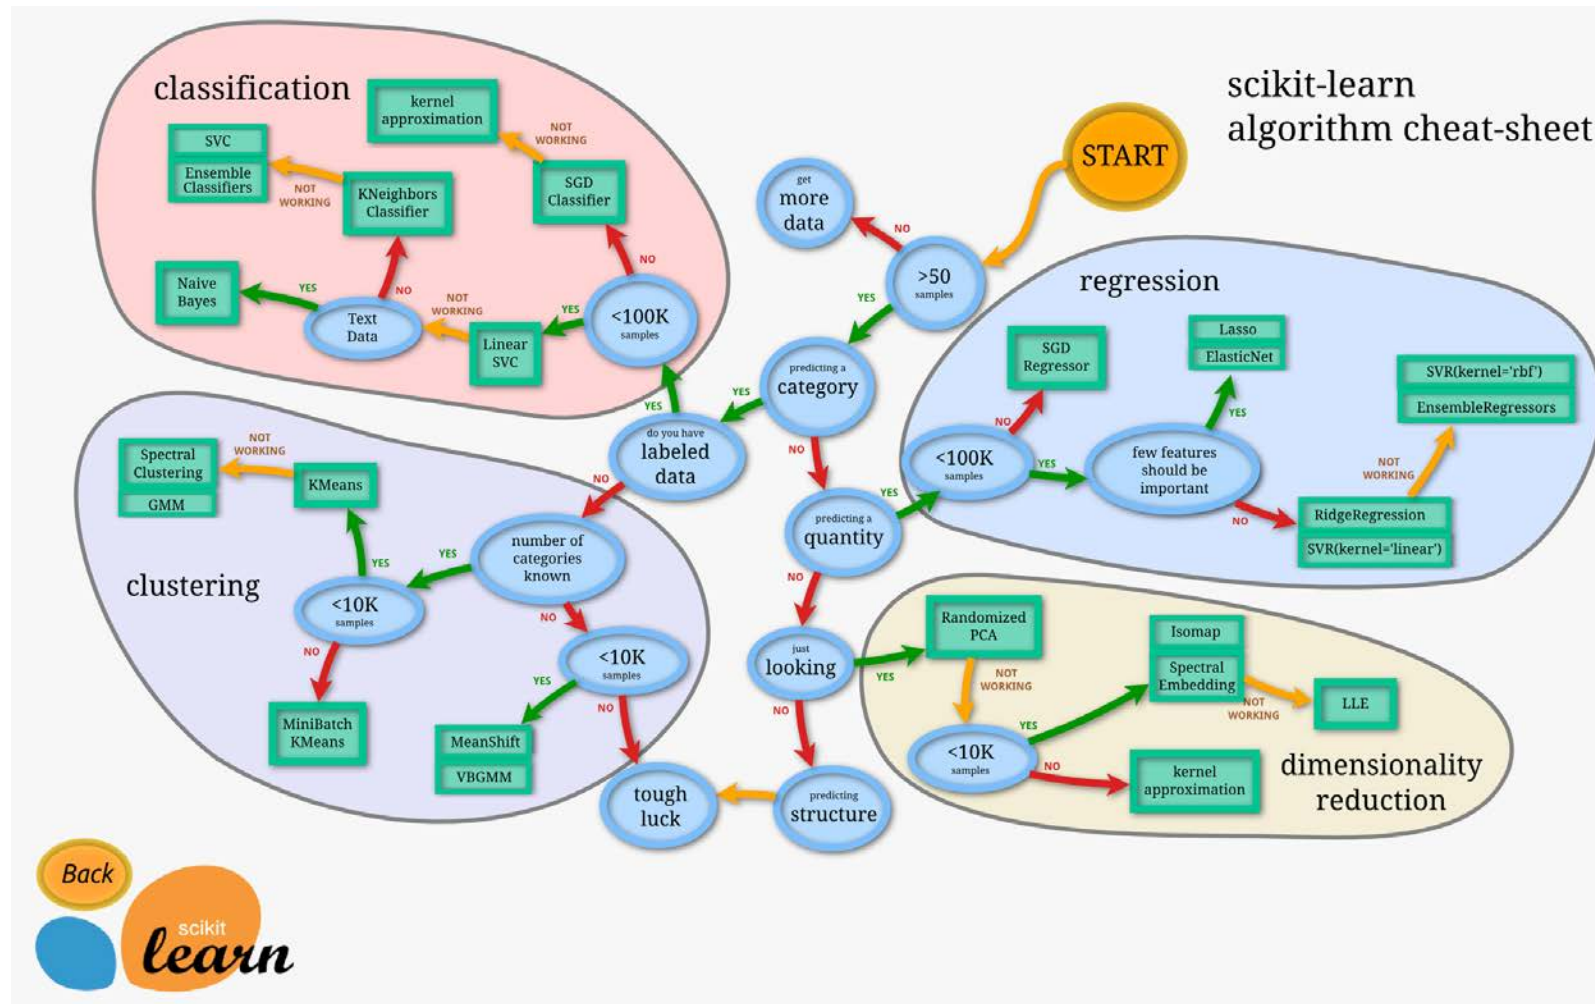 scikit-learn
algorithm cheat-sheet
START
>50
samples
NO
get
more
data
YES
predicting a
category
YES
do you have
labeled
data
YES
classification
<100K
samples
NO
SGD
Classifier
NOT
WORKING
kernel
approximation
YES
Linear
SVC
NOT
WORKING
Text
Data
YES
Naive
Bayes
NO
KNeighbors
Classifier
NOT
WORKING
SVC
Ensemble
Classifiers
NO
clustering
number of
categories
known
YES
<10K
samples
YES
KMeans
NOT
WORKING
Spectral
Clustering
GMM
NO
MiniBatch
KMeans
NO
<10K
samples
YES
MeanShift
VBGMM
NO
tough
luck
NO
predicting a
quantity
YES
regression
<100K
samples
NO
SGD
Regressor
YES
few features
should be
important
YES
Lasso
ElasticNet
NO
RidgeRegression
SVR(kernel='linear')
NOT
WORKING
SVR(kernel='rbf')
EnsembleRegressors
NO
just
looking
YES
Randomized
PCA
NOT
WORKING
<10K
samples
YES
Isomap
Spectral
Embedding
NOT
WORKING
LLE
NO
kernel
approximation
dimensionality
reduction
NO
predicting
structure
Back
scikit
learn